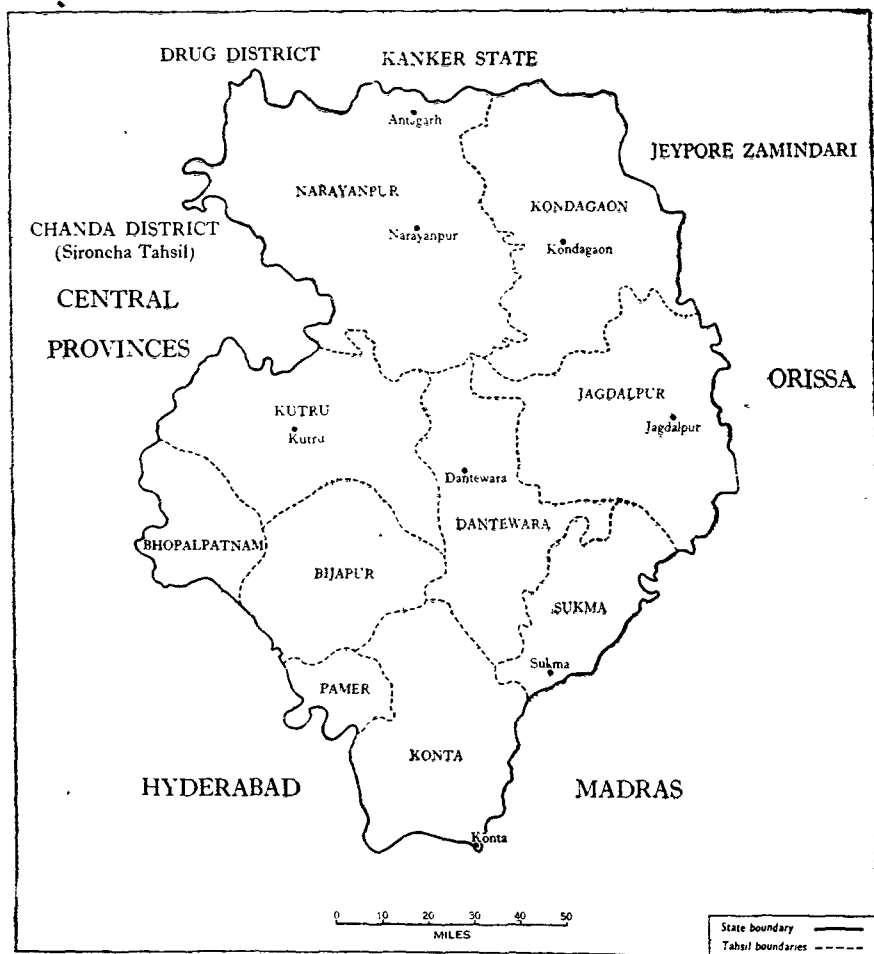 DRUG DISTRICT
KANKER STATE
Antagarh
JEYPORE ZAMINDARI
NARAYANPUR
KONDAGAON
CHANDA DISTRICT
(Sironcha Tahsil)
Narayanpur
Kondagaon
CENTRAL
PROVINCES
ORISSA
JAGDALPUR
KUTRU
Jagdalpur
Kutru
Dantewara
DANTEWARA
BHOPALPATNAM
BIJAPUR
SUKMA
Sukma
PAMER
KONTA
HYDERABAD
MADRAS
Konta
0 10 20 30 40 50
MILES
State boundary
Tahsil boundaries